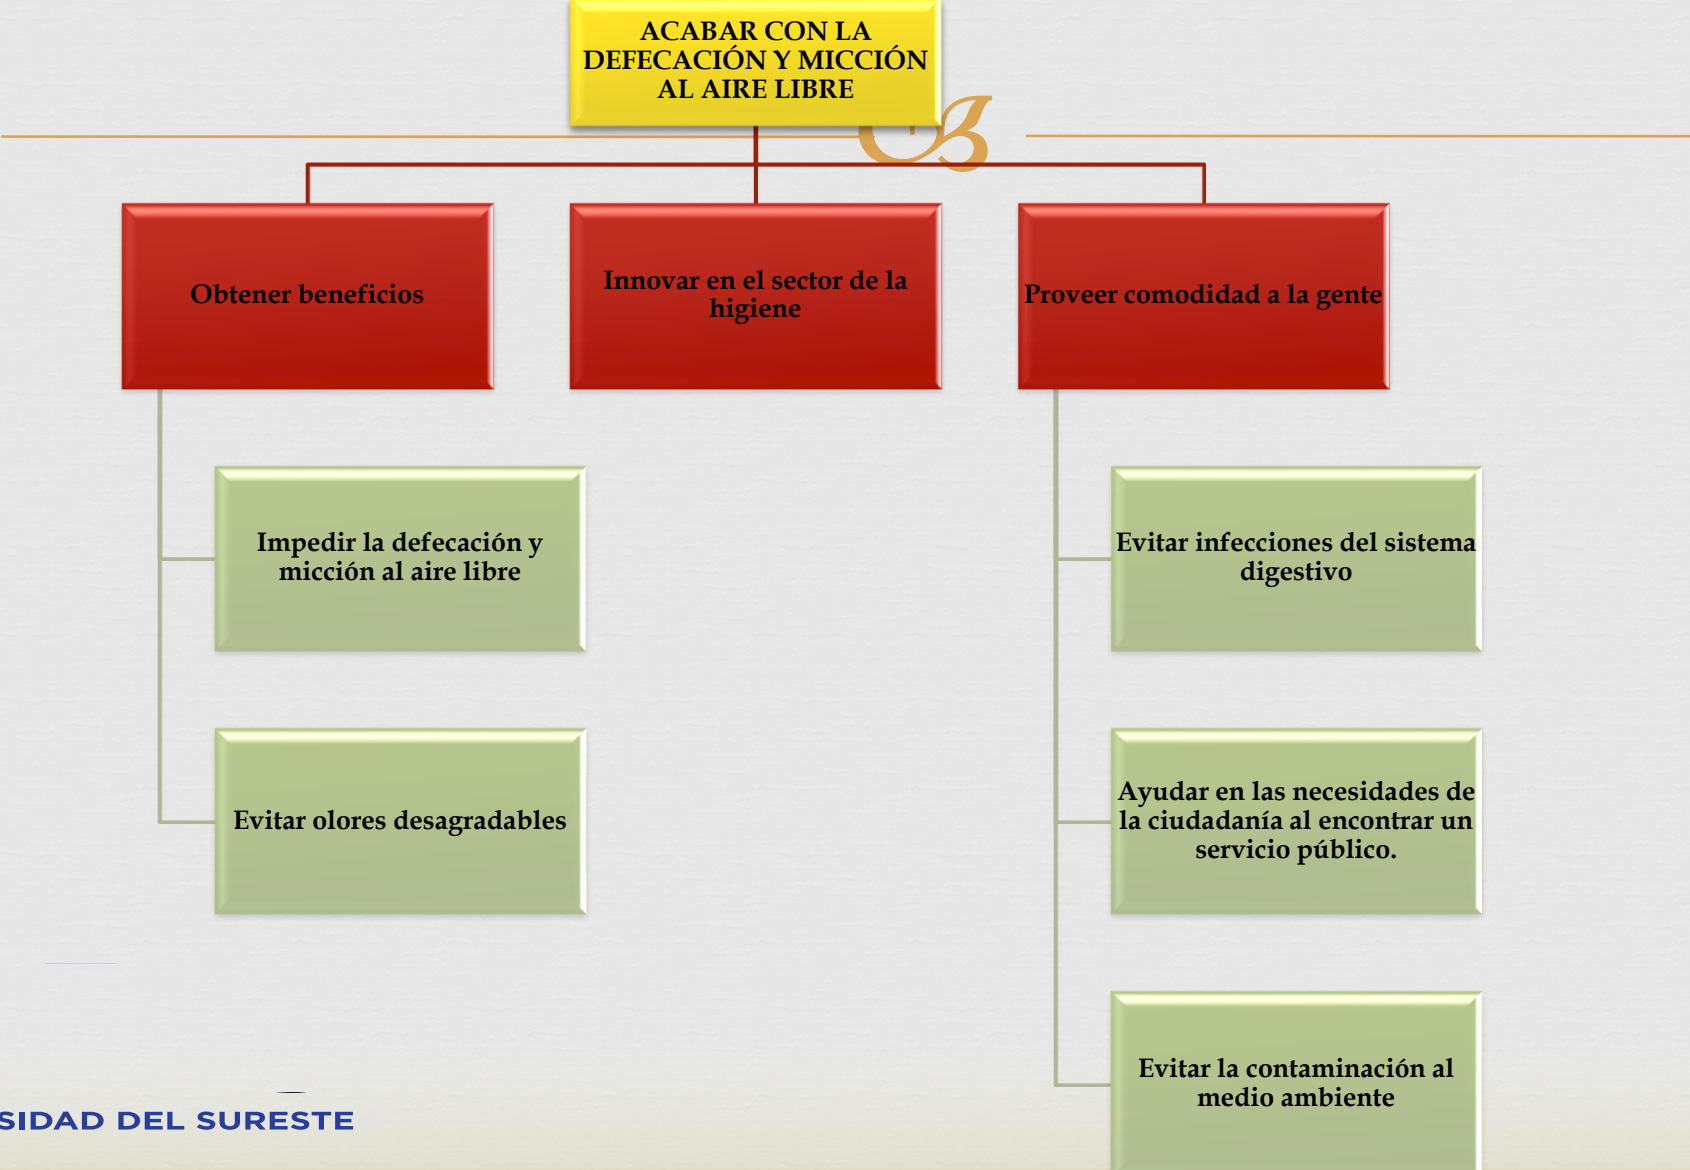 ACABAR CON LA
DEFECACIÓN Y MICCIÓN
AL AIRE LIBRE
Obtener beneficios
Innovar en el sector de la
higiene
Proveer comodidad a la gente
Impedir la defecación y
micción al aire libre
Evitar olores desagradables
Evitar infecciones del sistema
digestivo
Ayudar en las necesidades de
la ciudadanía al encontrar un
servicio público.
Evitar la contaminación al
medio ambiente
SIDAD DEL SURESTE